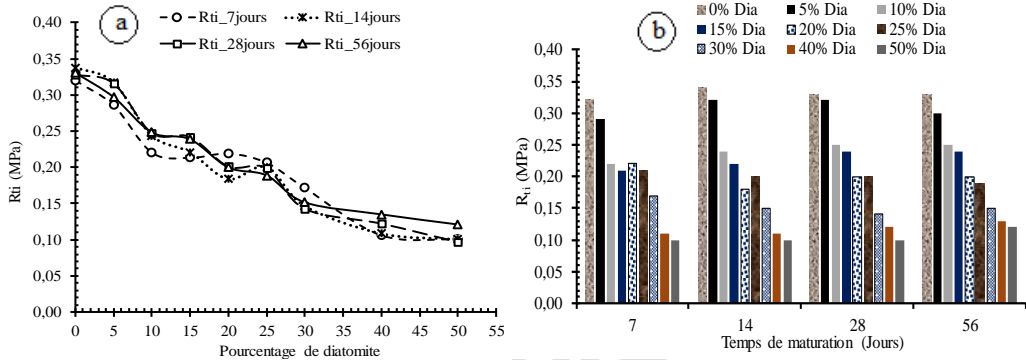 a
Rti_7jours
Rti_14jours
Rti_28jours
Rti_56jours
0,40
0,35
0,30
0,25
0,20
0,15
0,10
0,05
0,00
Rti (MPa)
0 5 10 15 20 25 30 35 40 45 50 55
Pourcentage de diatomite
b
0% Dia 5% Dia 10% Dia
15% Dia 20% Dia 25% Dia
30% Dia 40% Dia 50% Dia
0,40
0,35
0,30
0,25
0,20
0,15
0,10
0,05
0,00
Rti (MPa)
7 14 28 56
Temps de maturation (Jours)